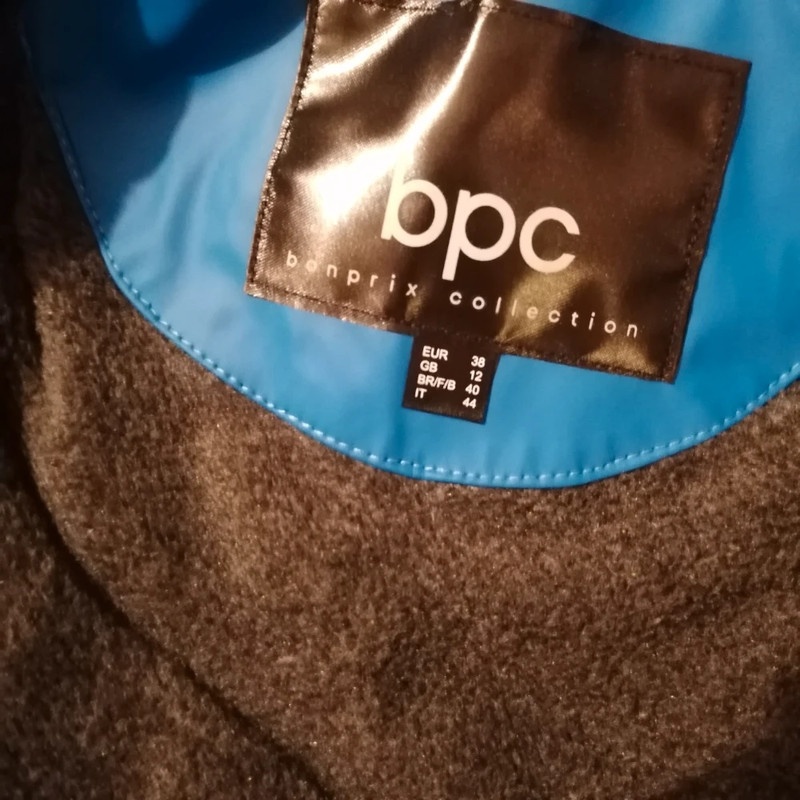 bpc
bonprix collection
EUR 38
GB 12
BR/F/B 40
IT 44